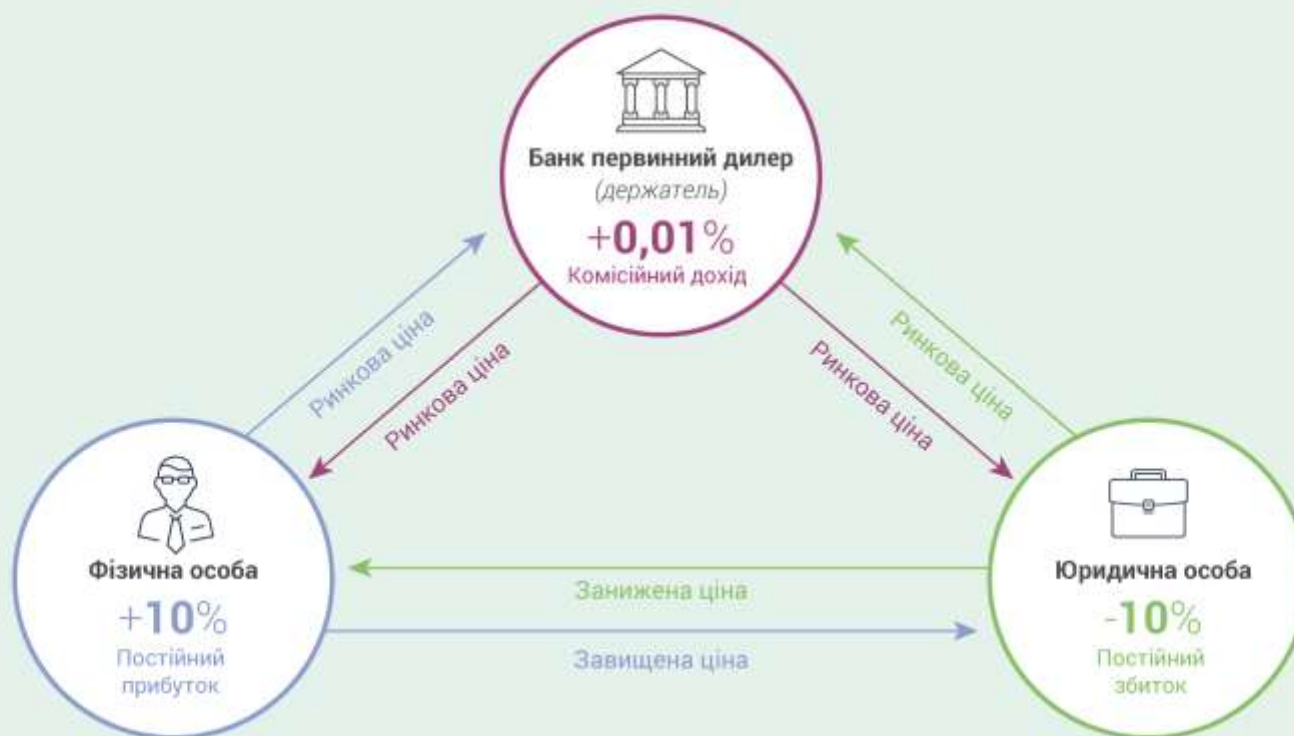 Банк первинний дилер
(держатель)
+0,01%
Комісійний дохід
Ринкова ціна
Ринкова ціна
Ринкова ціна
Ринкова ціна
Фізична особа
+10%
Постійний
прибуток
Занижена ціна
Завищена ціна
Юридична особа
-10%
Постійний
збиток